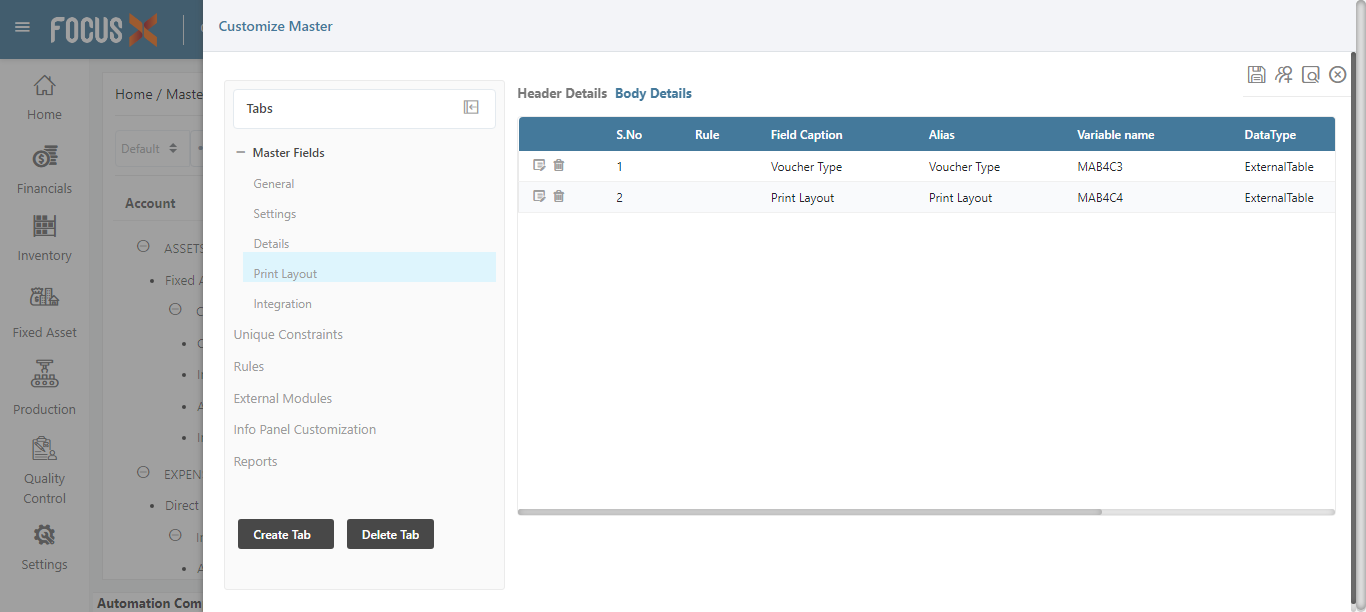 FOCUS X
Customize Master
Home
Financials
Inventory
Fixed Asset
Production
Quality
Control
Settings
Home / Maste
Default
Account
ASSETS
Fixed A
EXPEN
Direct
Automation Com
Tabs
Master Fields
General
Settings
Details
Print Layout
Integration
Unique Constraints
Rules
External Modules
Info Panel Customization
Reports
Create Tab Delete Tab
Header Details Body Details
S.No Rule Field Caption Alias Variable name DataType
1 Voucher Type Voucher Type MAB4C3 ExternalTable
2 Print Layout Print Layout MAB4C4 ExternalTable